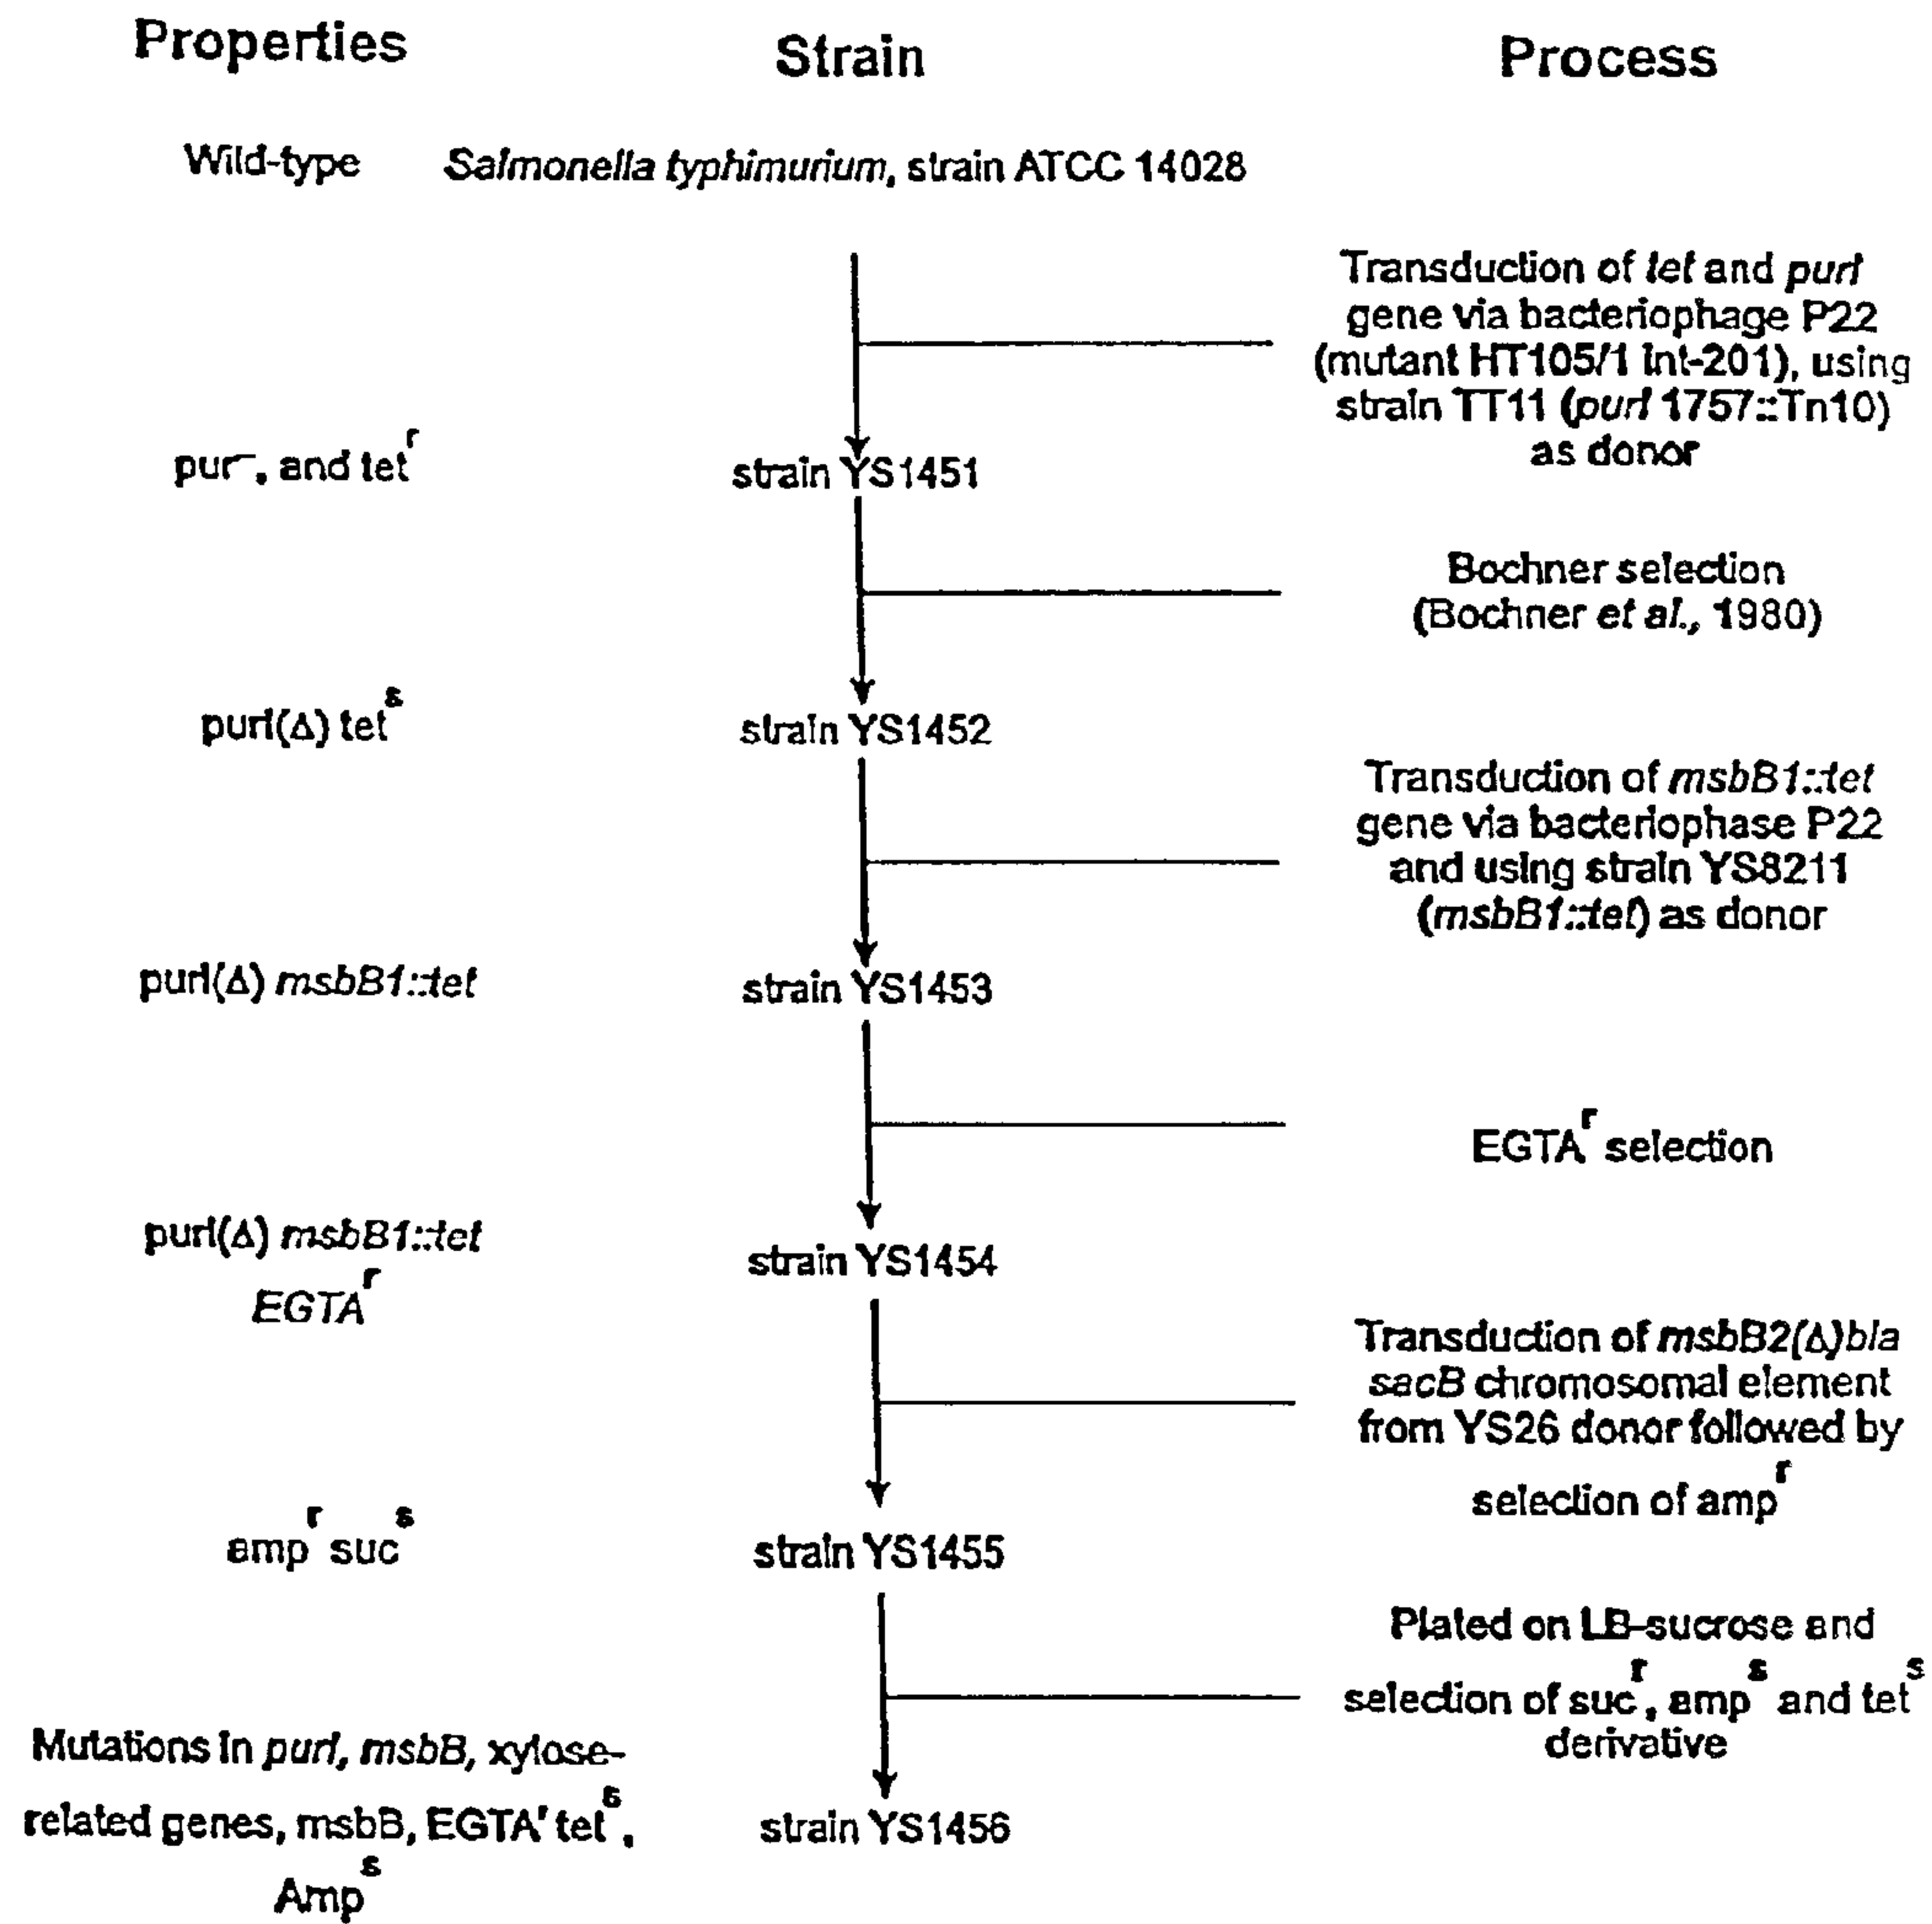 Properties
Strain
Process
Wild-type
Salmonella typhimurium, strain ATCC 14028
Transduction of tet and purI
gene via bacteriophage P22
(mutant HT105/1 int-201), using
strain TT11 (purI 1757::Tn10)
as donor
pur⁻, and tetʳ
strain YS1451
Bochner selection
(Bochner et al., 1980)
purI(Δ) tetˢ
strain YS1452
Transduction of msbB1::tet
gene via bacteriophase P22
and using strain YS8211
(msbB1::tet) as donor
purI(Δ) msbB1::tet
strain YS1453
EGTAʳ selection
purI(Δ) msbB1::tet
EGTAʳ
strain YS1454
Transduction of msbB2(Δ)bla
sacB chromosomal element
from YS26 donor followed by
selection of ampʳ
ampʳ sucˢ
strain YS1455
Plated on LB-sucrose and
selection of sucʳ, ampˢ and tetˢ
derivative
Mutations in purI, msbB, xylose-
related genes, msbB, EGTAʳ tetˢ,
Ampˢ
strain YS1456